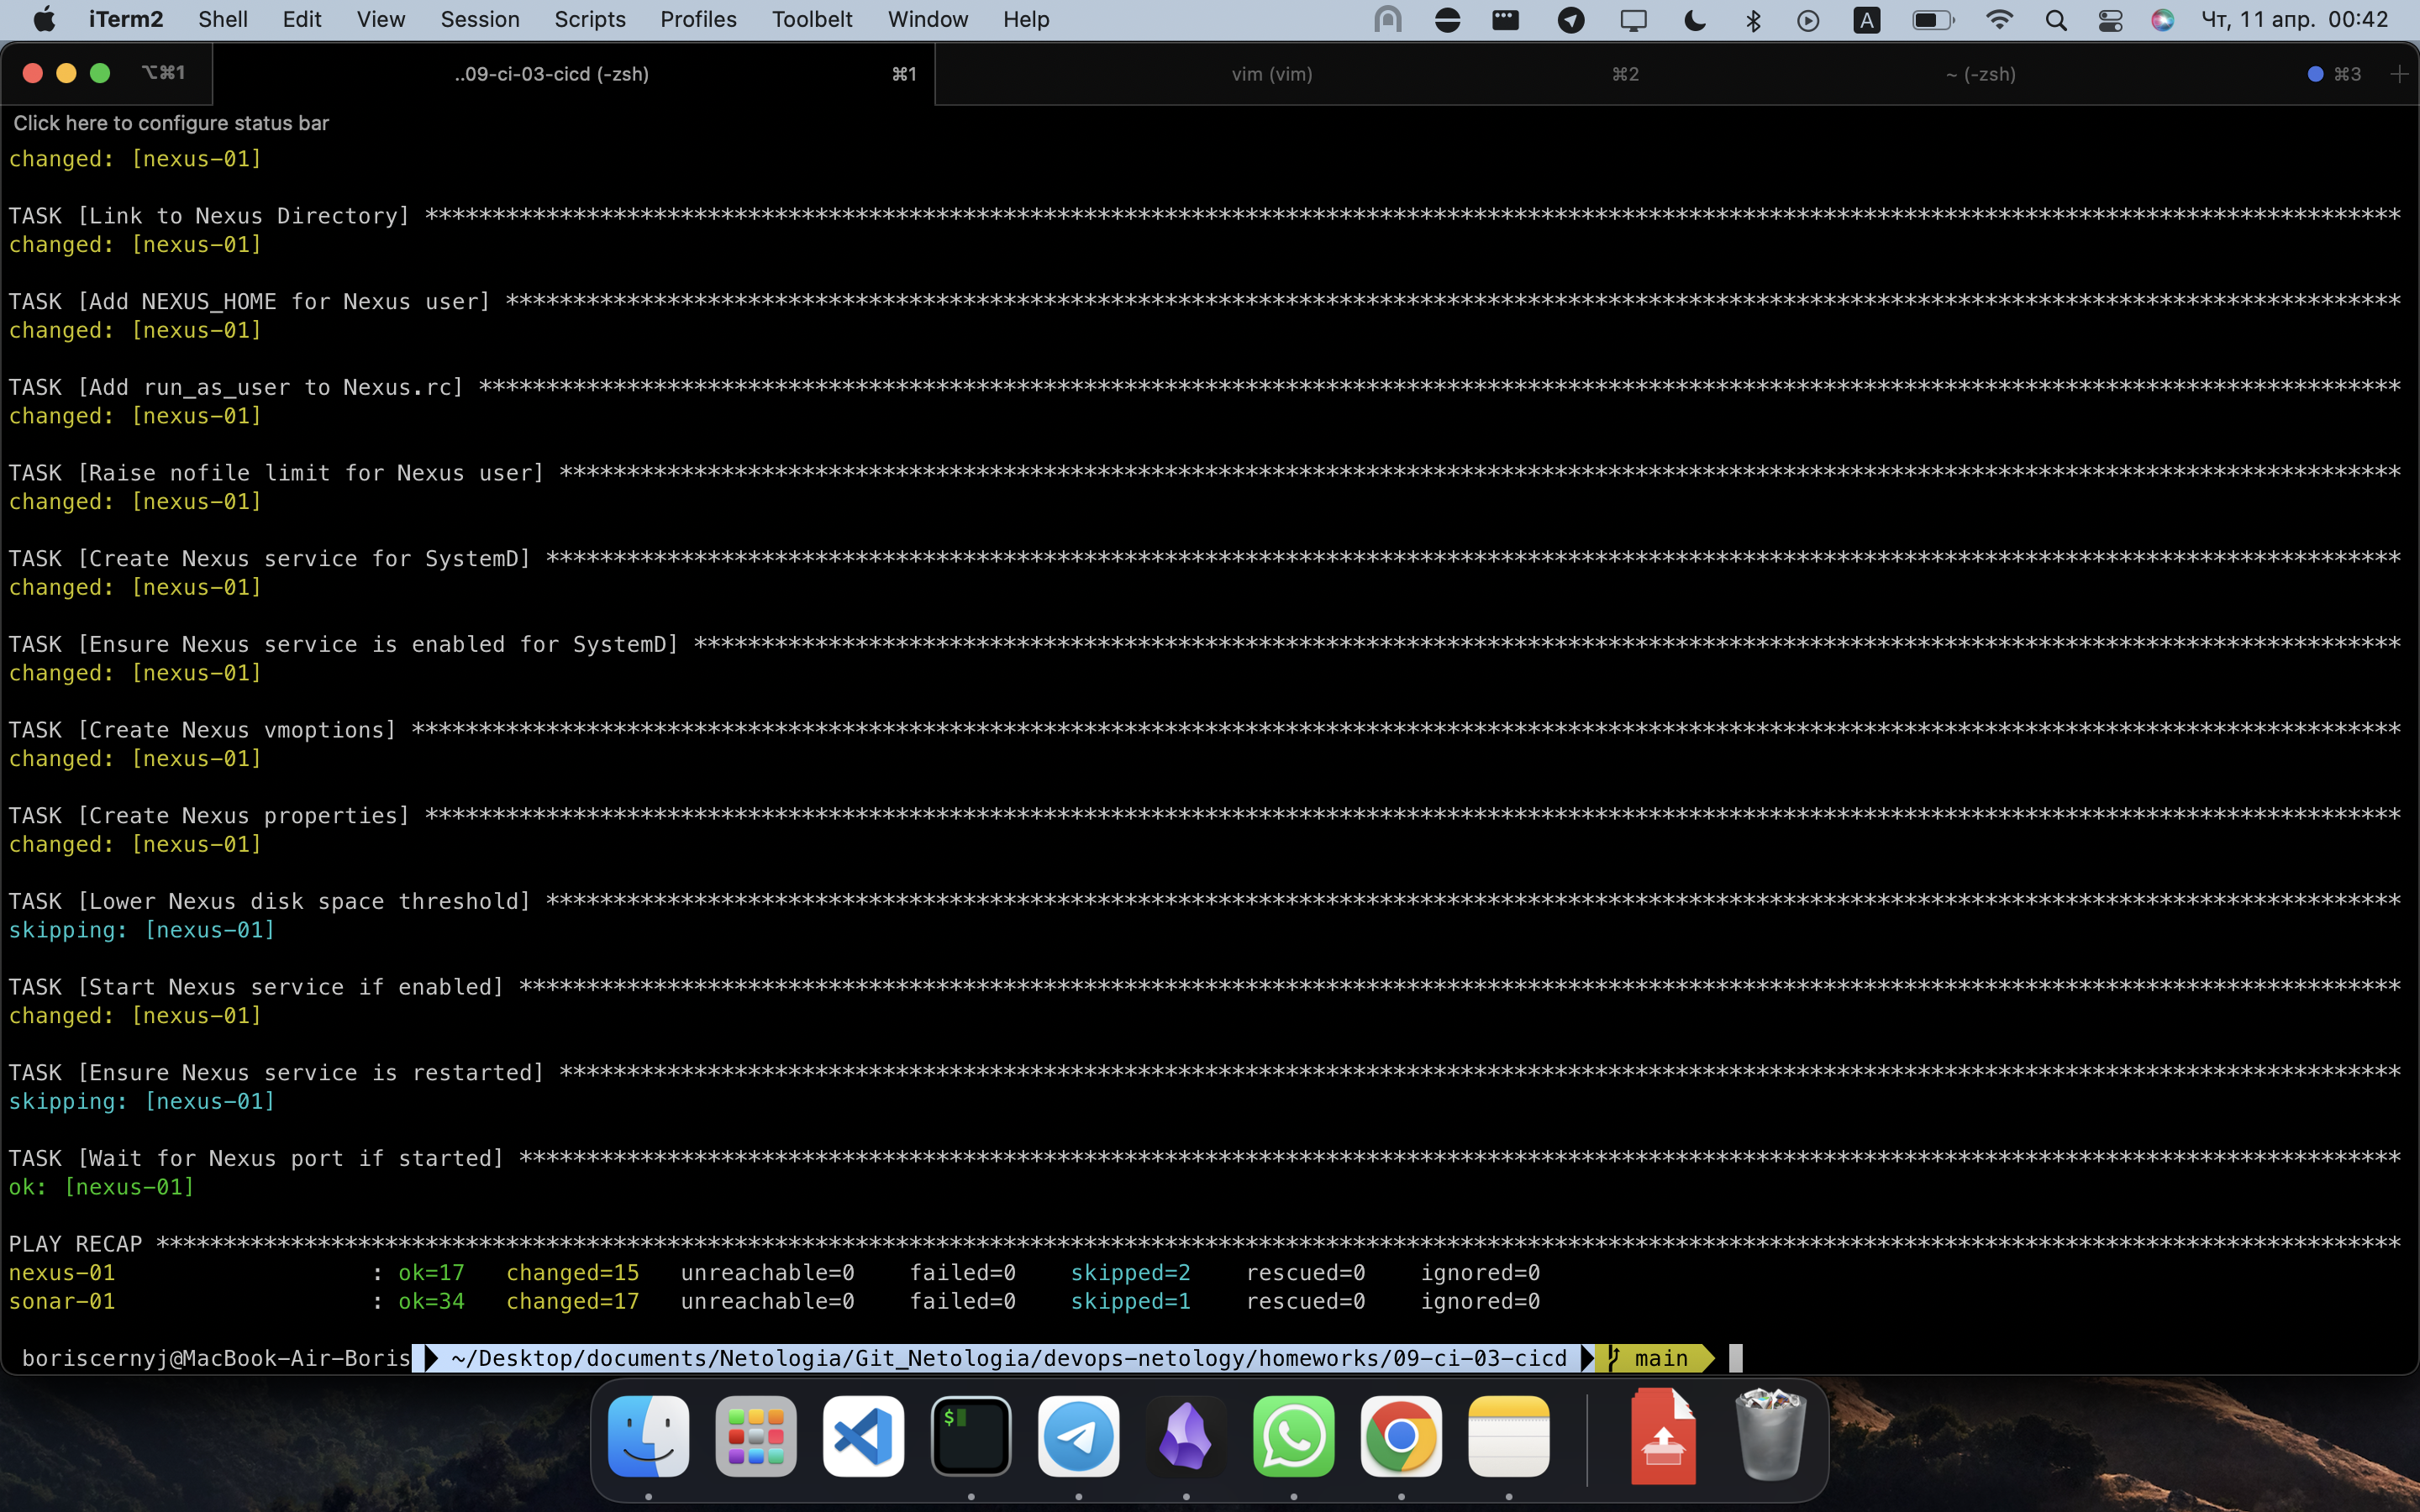 iTerm2 Shell Edit View Session Scripts Profiles Toolbelt Window Help A Чт, 11 апр. 00:42
⌥⌘1 ..09-ci-03-cicd (-zsh) ⌘1 vim (vim) ⌘2 ~ (-zsh) ⌘3
Click here to configure status bar
changed: [nexus-01]
TASK [Link to Nexus Directory] ***************************************************************************************************************************************************
changed: [nexus-01]
TASK [Add NEXUS_HOME for Nexus user] *********************************************************************************************************************************************
changed: [nexus-01]
TASK [Add run_as_user to Nexus.rc] ***********************************************************************************************************************************************
changed: [nexus-01]
TASK [Raise nofile limit for Nexus user] *****************************************************************************************************************************************
changed: [nexus-01]
TASK [Create Nexus service for SystemD] ******************************************************************************************************************************************
changed: [nexus-01]
TASK [Ensure Nexus service is enabled for SystemD] *******************************************************************************************************************************
changed: [nexus-01]
TASK [Create Nexus vmoptions] ****************************************************************************************************************************************************
changed: [nexus-01]
TASK [Create Nexus properties] ***************************************************************************************************************************************************
changed: [nexus-01]
TASK [Lower Nexus disk space threshold] ******************************************************************************************************************************************
skipping: [nexus-01]
TASK [Start Nexus service if enabled] ********************************************************************************************************************************************
changed: [nexus-01]
TASK [Ensure Nexus service is restarted] *****************************************************************************************************************************************
skipping: [nexus-01]
TASK [Wait for Nexus port if started] ********************************************************************************************************************************************
ok: [nexus-01]
PLAY RECAP ***********************************************************************************************************************************************************************
nexus-01 : ok=17 changed=15 unreachable=0 failed=0 skipped=2 rescued=0 ignored=0
sonar-01 : ok=34 changed=17 unreachable=0 failed=0 skipped=1 rescued=0 ignored=0
boriscernyj@MacBook-Air-Boris ~/Desktop/documents/Netologia/Git_Netologia/devops-netology/homeworks/09-ci-03-cicd main
$